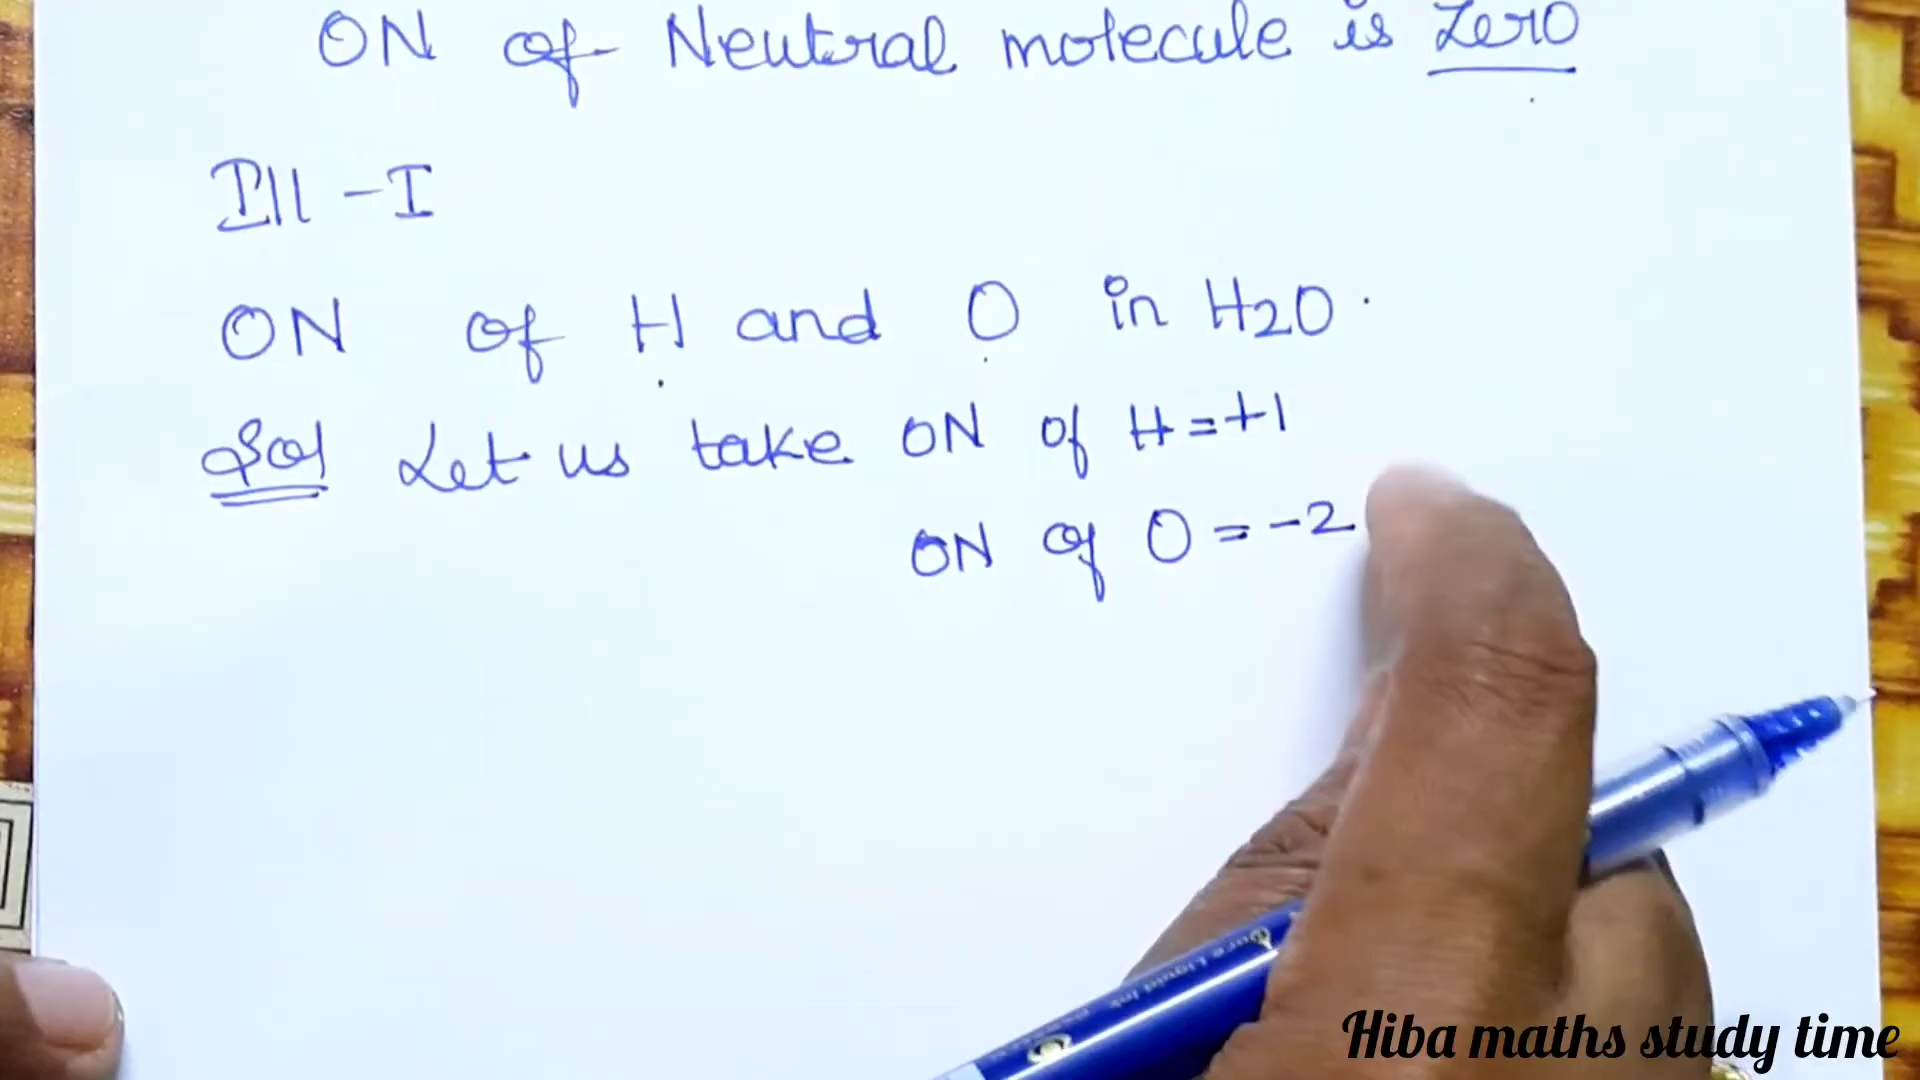 ON of Neutral molecule is Zero
Ill - I
ON of H and O in H2O.
Sol Let us take ON of H = +1
ON of O = -2
Hiba maths study time